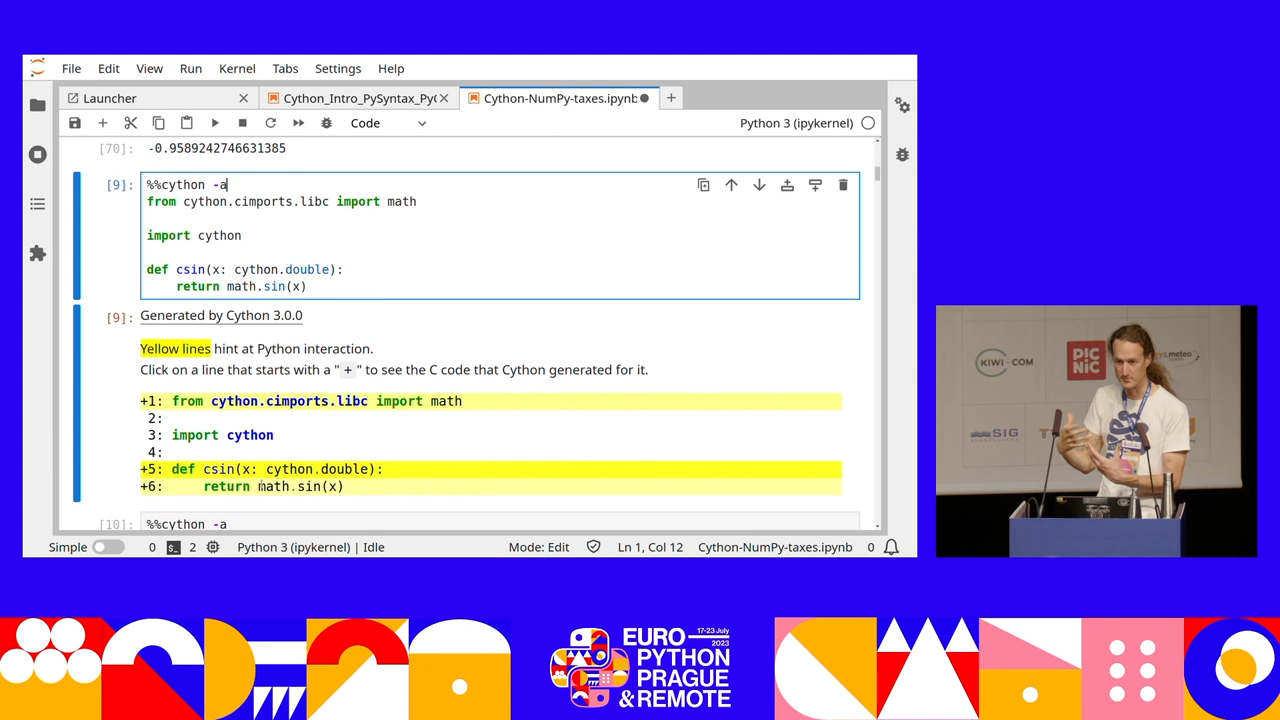 File Edit View Run Kernel Tabs Settings Help
Launcher
Cython_Intro_PySyntax_PyC
Cython-NumPy-taxes.ipynb
Code
Python 3 (ipykernel)
[70]: -0.9589242746631385
[9]: %%cython -a
from cython.cimports.libc import math
import cython
def csin(x: cython.double):
return math.sin(x)
[9]: Generated by Cython 3.0.0
Yellow lines hint at Python interaction.
Click on a line that starts with a "+" to see the C code that Cython generated for it.
+1: from cython.cimports.libc import math
2:
3: import cython
4:
+5: def csin(x: cython.double):
+6: return math.sin(x)
[10]: %%cython -a
Simple 0 2 Python 3 (ipykernel) | Idle Mode: Edit Ln 1, Col 12 Cython-NumPy-taxes.ipynb 0
KIWI.COM
PIC
NIC
meteo
SIG
EURO 17-23 July
2023
PYTHON
PRAGUE
& REMOTE